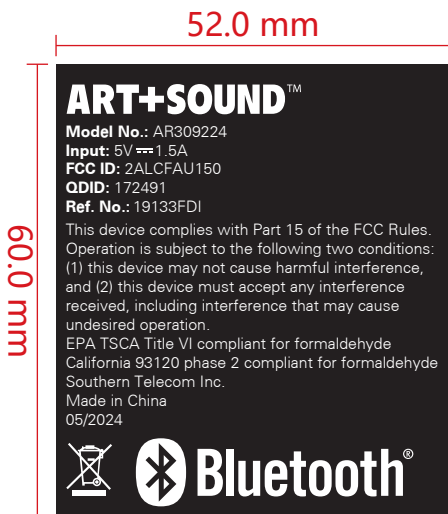 52.0 mm
60.0 mm
ART+SOUND™
Model No.: AR309224
Input: 5V⎓1.5A
FCC ID: 2ALCFAU150
QDID: 172491
Ref. No.: 19133FDI
This device complies with Part 15 of the FCC Rules.
Operation is subject to the following two conditions:
(1) this device may not cause harmful interference,
and (2) this device must accept any interference
received, including interference that may cause
undesired operation.
EPA TSCA Title VI compliant for formaldehyde
California 93120 phase 2 compliant for formaldehyde
Southern Telecom Inc.
Made in China
05/2024
Bluetooth®